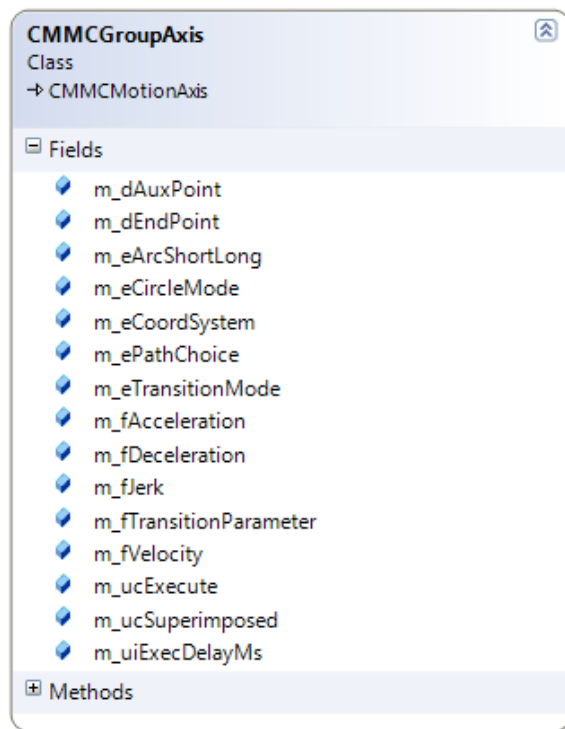 CMMCGroupAxis
Class
CMMCMotionAxis
Fields
m_dAuxPoint
m_dEndPoint
m_eArcShortLong
m_eCircleMode
m_eCoordSystem
m_ePathChoice
m_eTransitionMode
m_fAcceleration
m_fDeceleration
m_fJerk
m_fTransitionParameter
m_fVelocity
m_ucExecute
m_ucSuperimposed
m_uiExecDelayMs
Methods